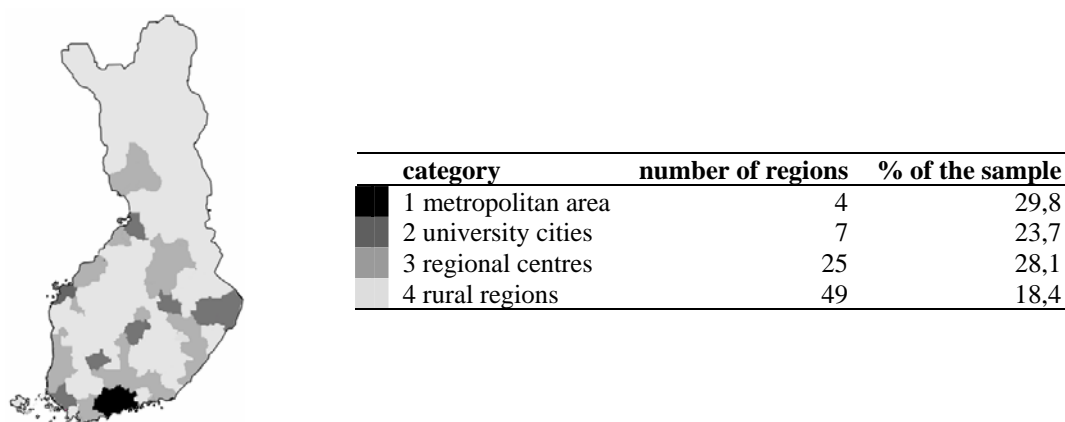 category number of regions % of the sample
1 metropolitan area 4 29,8
2 university cities 7 23,7
3 regional centres 25 28,1
4 rural regions 49 18,4